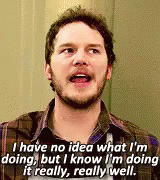 I have no idea what I'm
doing, but I know I'm doing
it really, really well.